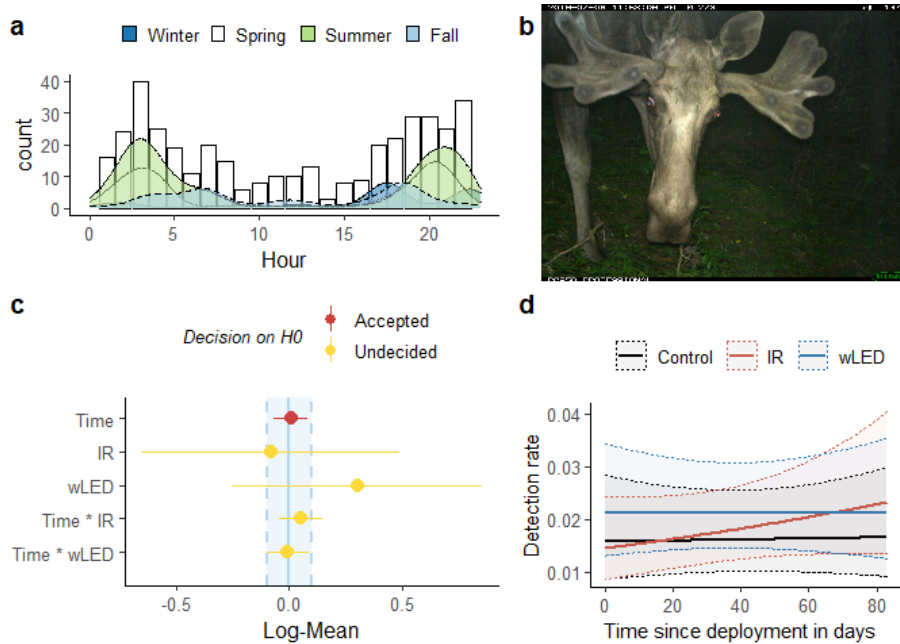 a
Winter Spring Summer Fall
count
40
30
20
10
0
0 5 10 15 20
Hour
b
c
Decision on H0
Accepted
Undecided
Time
IR
wLED
Time * IR
Time * wLED
-0.5 0.0 0.5
Log-Mean
d
Control IR wLED
Detection rate
0.04
0.03
0.02
0.01
0 20 40 60 80
Time since deployment in days